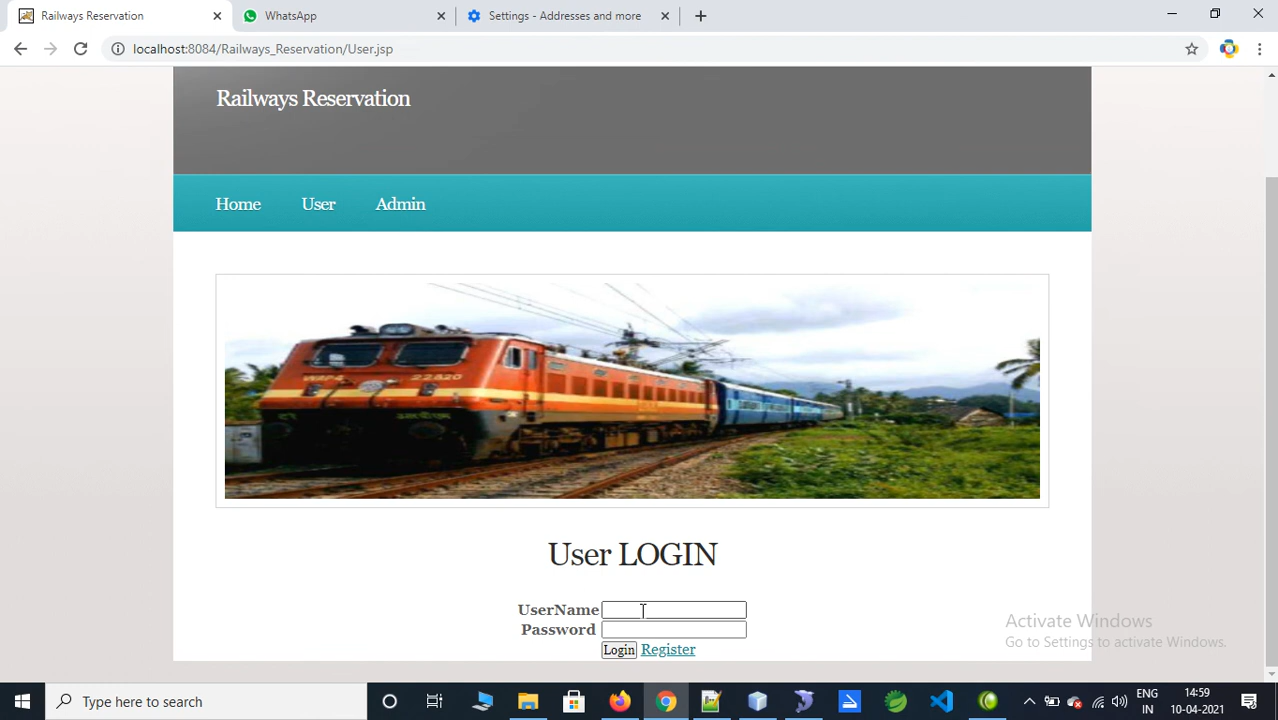 Railways Reservation
WhatsApp
Settings - Addresses and more
localhost:8084/Railways_Reservation/User.jsp
Railways Reservation
Home User Admin
WAP4 22820
User LOGIN
UserName
Password
Login Register
Activate Windows
Go to Settings to activate Windows.
Type here to search
ENG 14:59
IN 10-04-2021